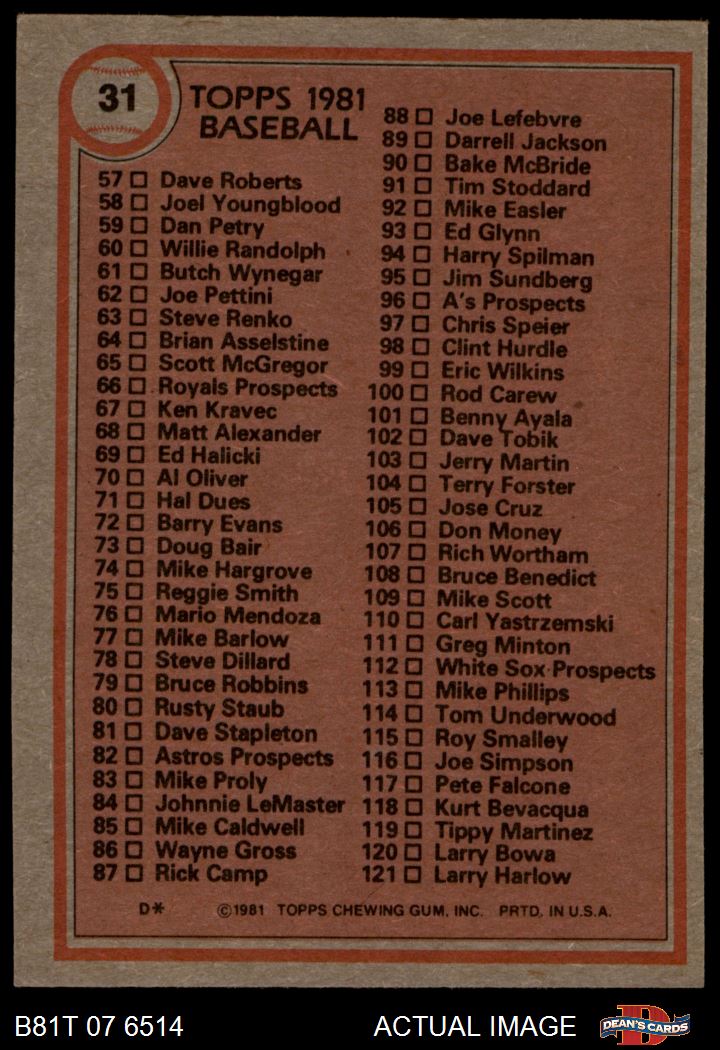 31
TOPPS 1981
BASEBALL
57 □ Dave Roberts
58 □ Joel Youngblood
59 □ Dan Petry
60 □ Willie Randolph
61 □ Butch Wynegar
62 □ Joe Pettini
63 □ Steve Renko
64 □ Brian Asselstine
65 □ Scott McGregor
66 □ Royals Prospects
67 □ Ken Kravec
68 □ Matt Alexander
69 □ Ed Halicki
70 □ Al Oliver
71 □ Hal Dues
72 □ Barry Evans
73 □ Doug Bair
74 □ Mike Hargrove
75 □ Reggie Smith
76 □ Mario Mendoza
77 □ Mike Barlow
78 □ Steve Dillard
79 □ Bruce Robbins
80 □ Rusty Staub
81 □ Dave Stapleton
82 □ Astros Prospects
83 □ Mike Proly
84 □ Johnnie LeMaster
85 □ Mike Caldwell
86 □ Wayne Gross
87 □ Rick Camp
88 □ Joe Lefebvre
89 □ Darrell Jackson
90 □ Bake McBride
91 □ Tim Stoddard
92 □ Mike Easler
93 □ Ed Glynn
94 □ Harry Spilman
95 □ Jim Sundberg
96 □ A's Prospects
97 □ Chris Speier
98 □ Clint Hurdle
99 □ Eric Wilkins
100 □ Rod Carew
101 □ Benny Ayala
102 □ Dave Tobik
103 □ Jerry Martin
104 □ Terry Forster
105 □ Jose Cruz
106 □ Don Money
107 □ Rich Wortham
108 □ Bruce Benedict
109 □ Mike Scott
110 □ Carl Yastrzemski
111 □ Greg Minton
112 □ White Sox Prospects
113 □ Mike Phillips
114 □ Tom Underwood
115 □ Roy Smalley
116 □ Joe Simpson
117 □ Pete Falcone
118 □ Kurt Bevacqua
119 □ Tippy Martinez
120 □ Larry Bowa
121 □ Larry Harlow
D* ©1981 TOPPS CHEWING GUM, INC. PRTD. IN U.S.A.
B81T 07 6514 ACTUAL IMAGE D DEAN'S CARDS